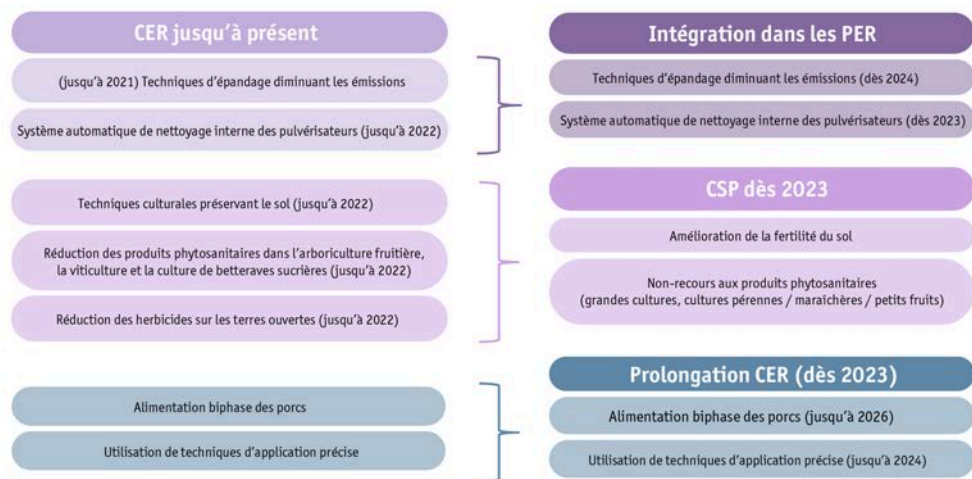 CER jusqu'à présent
(jusqu'à 2021) Techniques d'épandage diminuant les émissions
Système automatique de nettoyage interne des pulvérisateurs (jusqu'à 2022)
Intégration dans les PER
Techniques d'épandage diminuant les émissions (dès 2024)
Système automatique de nettoyage interne des pulvérisateurs (dès 2023)
Techniques culturales préservant le sol (jusqu'à 2022)
Réduction des produits phytosanitaires dans l'arboriculture fruitière,
la viticulture et la culture de betteraves sucrières (jusqu'à 2022)
Réduction des herbicides sur les terres ouvertes (jusqu'à 2022)
CSP dès 2023
Amélioration de la fertilité du sol
Non-recours aux produits phytosanitaires
(grandes cultures, cultures pérennes / maraîchères / petits fruits)
Alimentation biphase des porcs
Utilisation de techniques d'application précise
Prolongation CER (dès 2023)
Alimentation biphase des porcs (jusqu'à 2026)
Utilisation de techniques d'application précise (jusqu'à 2024)